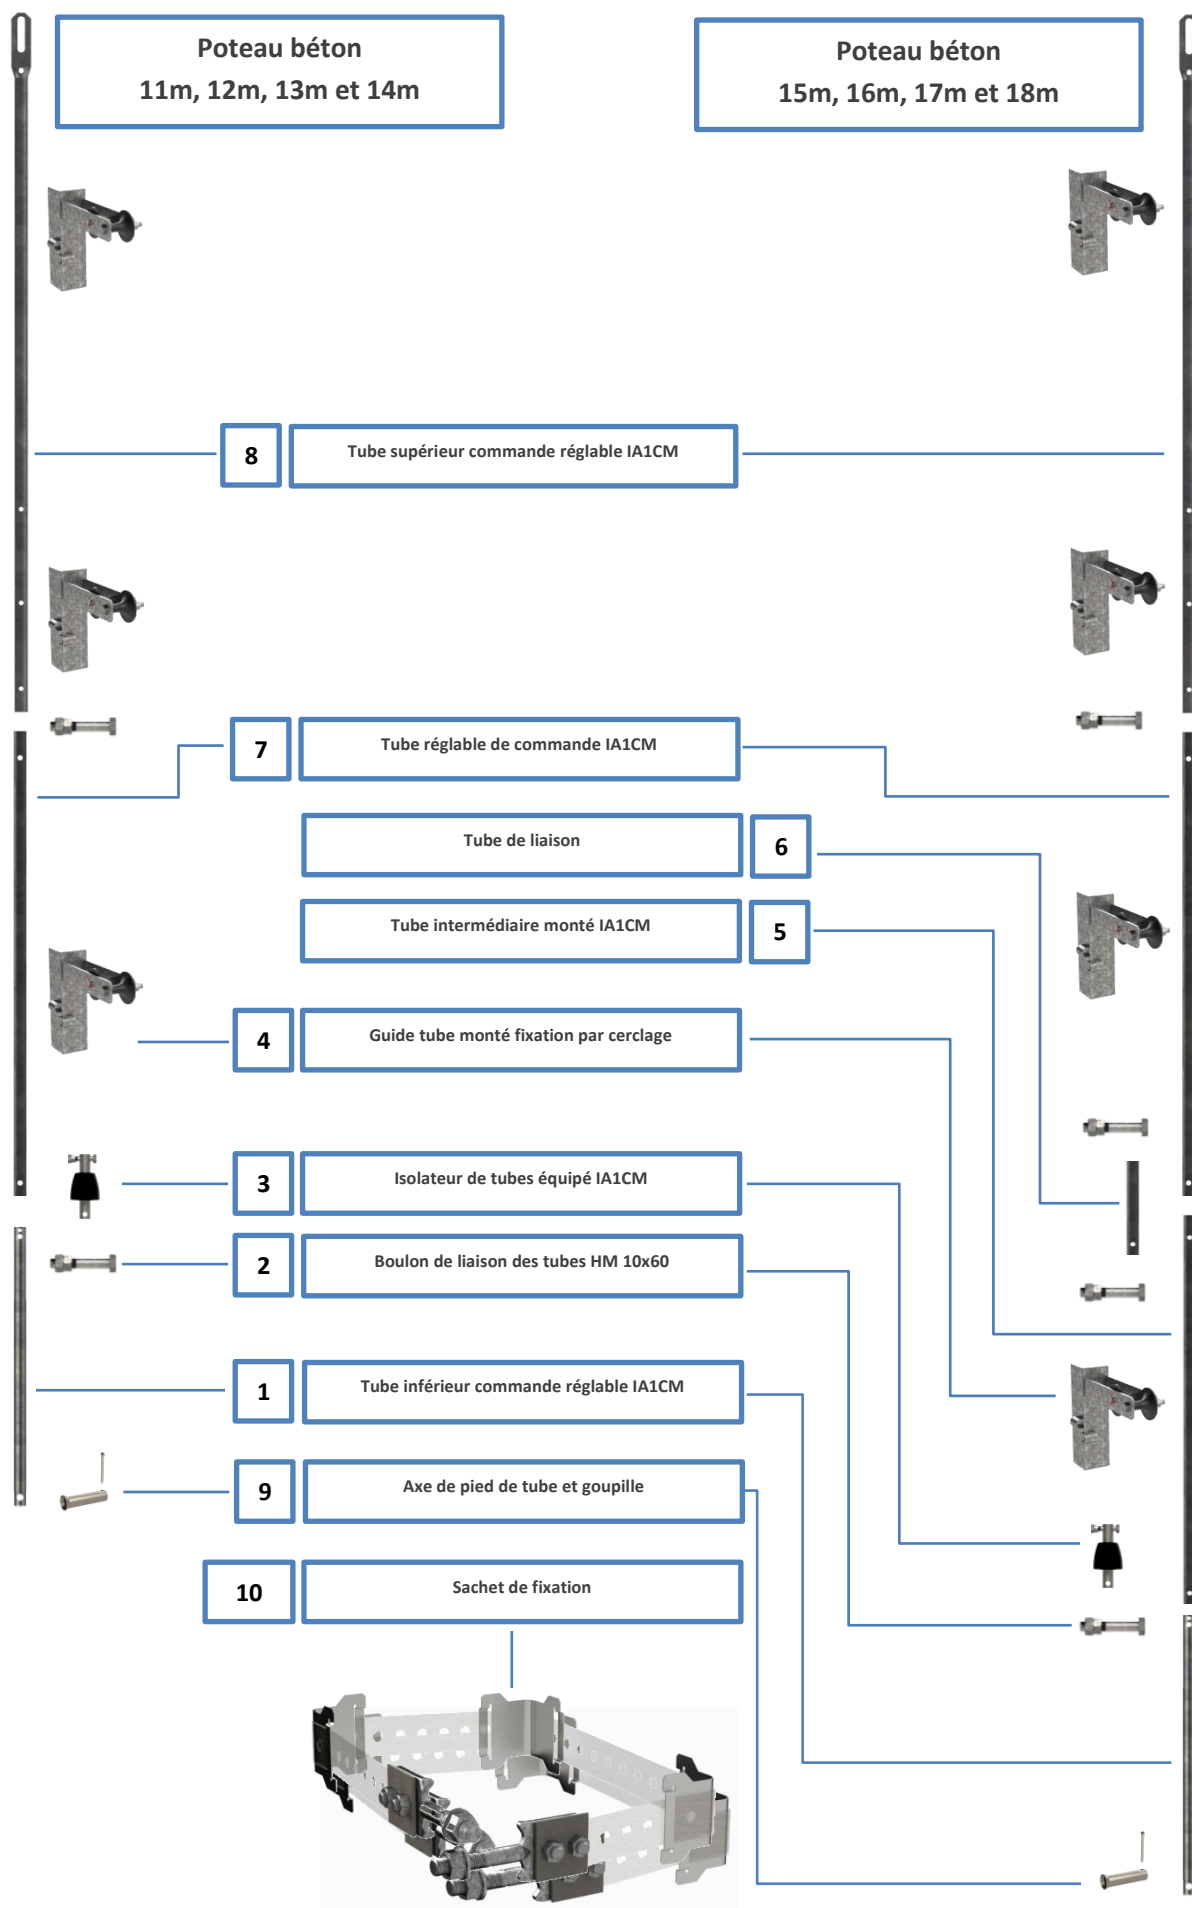 Poteau béton
11m, 12m, 13m et 14m
Poteau béton
15m, 16m, 17m et 18m
8
Tube supérieur commande réglable IA1CM
7
Tube réglable de commande IA1CM
Tube de liaison
6
Tube intermédiaire monté IA1CM
5
4
Guide tube monté fixation par cerclage
3
Isolateur de tubes équipé IA1CM
2
Boulon de liaison des tubes HM 10x60
1
Tube inférieur commande réglable IA1CM
9
Axe de pied de tube et goupille
10
Sachet de fixation